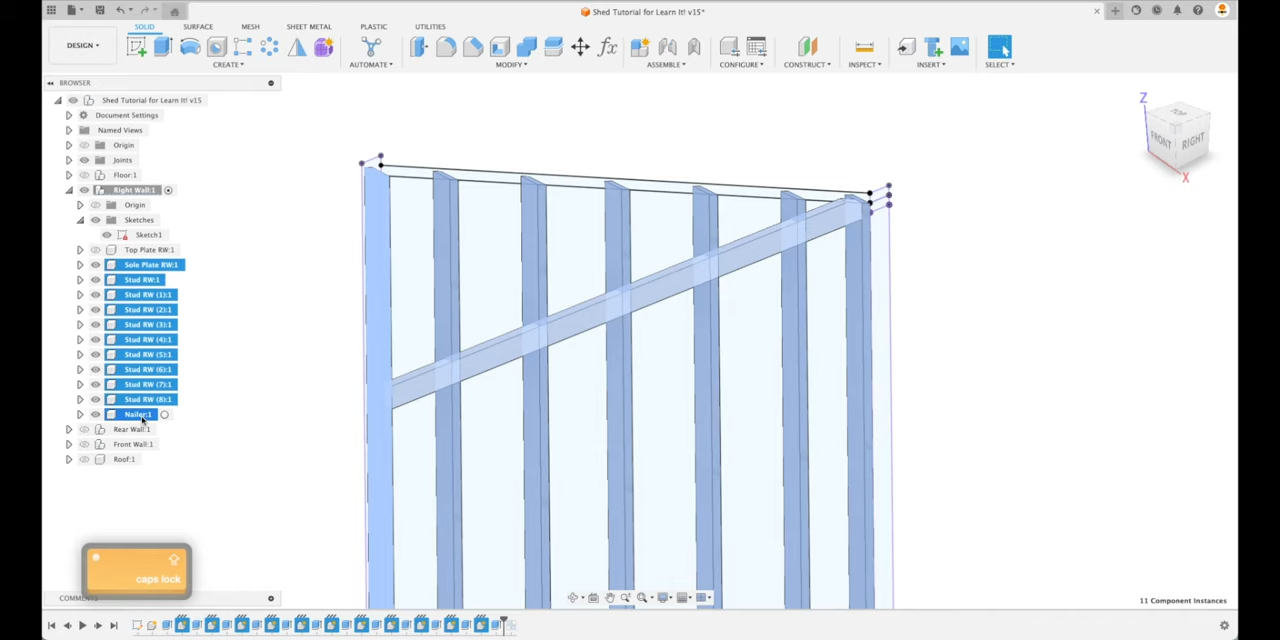 Shed Tutorial for Learn It! v15*
DESIGN
SOLID
SURFACE
MESH
SHEET METAL
PLASTIC
UTILITIES
CREATE
AUTOMATE
MODIFY
ASSEMBLE
CONFIGURE
CONSTRUCT
INSPECT
INSERT
SELECT
fx
BROWSER
Shed Tutorial for Learn It! v15
Document Settings
Named Views
Origin
Joints
Floor:1
Right Wall:1
Origin
Sketches
Sketch1
Top Plate RW:1
Sole Plate RW:1
Stud RW:1
Stud RW (1):1
Stud RW (2):1
Stud RW (3):1
Stud RW (4):1
Stud RW (5):1
Stud RW (6):1
Stud RW (7):1
Stud RW (8):1
Nailer:1
Rear Wall:1
Front Wall:1
Roof:1
Z
TOP
FRONT
RIGHT
X
caps lock
COMMENTS
11 Component Instances